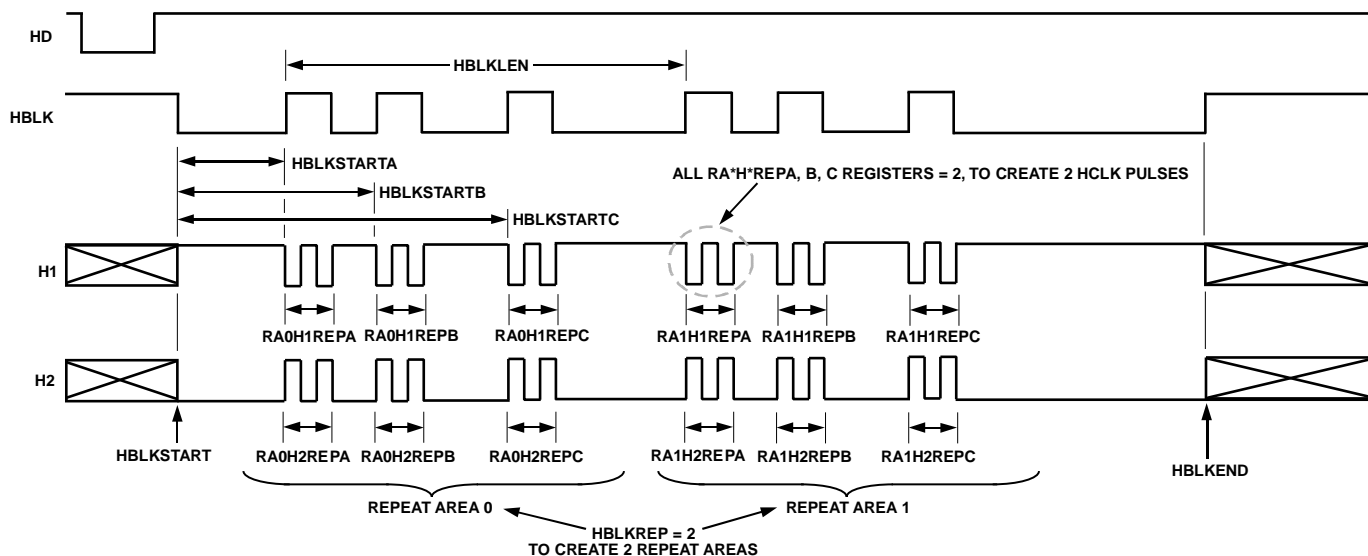 HD
HBLKLEN
HBLK
HBLKSTARTA
ALL RA*H*REPA, B, C REGISTERS = 2, TO CREATE 2 HCLK PULSES
HBLKSTARTB
HBLKSTARTC
H1
RA0H1REPA RA0H1REPB RA0H1REPC RA1H1REPA RA1H1REPB RA1H1REPC
H2
HBLKSTART RA0H2REPA RA0H2REPB RA0H2REPC RA1H2REPA RA1H2REPB RA1H2REPC HBLKEND
REPEAT AREA 0 REPEAT AREA 1
HBLKREP = 2
TO CREATE 2 REPEAT AREAS